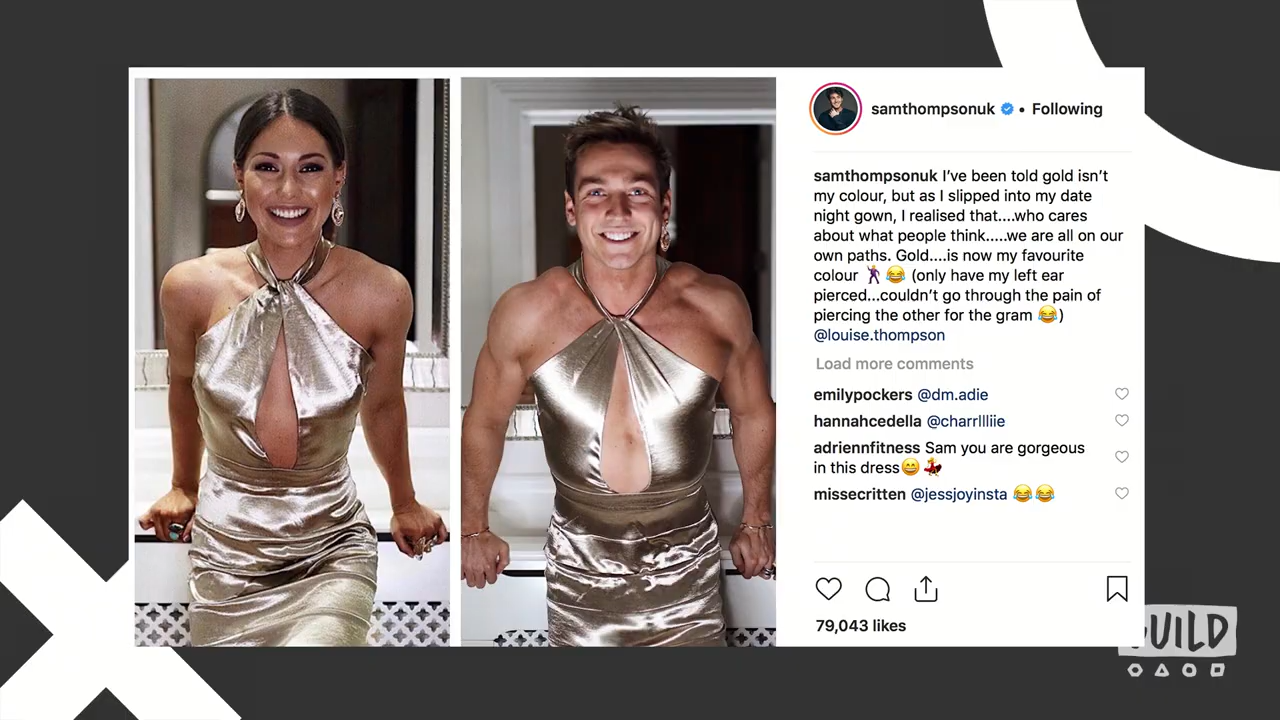 samthompsonuk • Following
samthompsonuk I’ve been told gold isn’t
my colour, but as I slipped into my date
night gown, I realised that....who cares
about what people think.....we are all on our
own paths. Gold....is now my favourite
colour 🕺😂 (only have my left ear
pierced...couldn’t go through the pain of
piercing the other for the gram 😂)
@louise.thompson
Load more comments
emilypockers @dm.adie
hannahcedella @charrllliie
adriennfitness Sam you are gorgeous
in this dress😄💃
missecritten @jessjoyinsta 😂😂
79,043 likes
BUILD